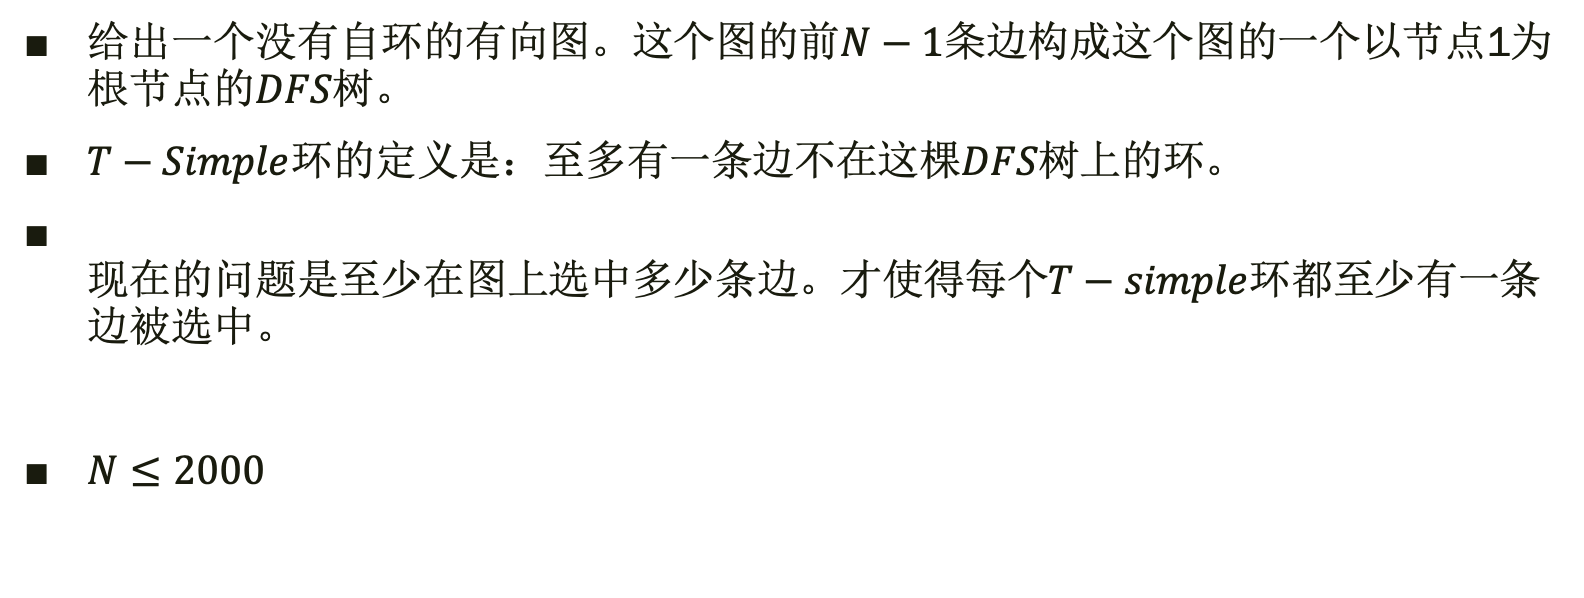 ■ 给出一个没有自环的有向图。这个图的前N − 1条边构成这个图的一个以节点1为
根节点的DFS树。
■ T − Simple环的定义是：至多有一条边不在这棵DFS树上的环。
■
现在的问题是至少在图上选中多少条边。才使得每个T − simple环都至少有一条
边被选中。
■ N ≤ 2000